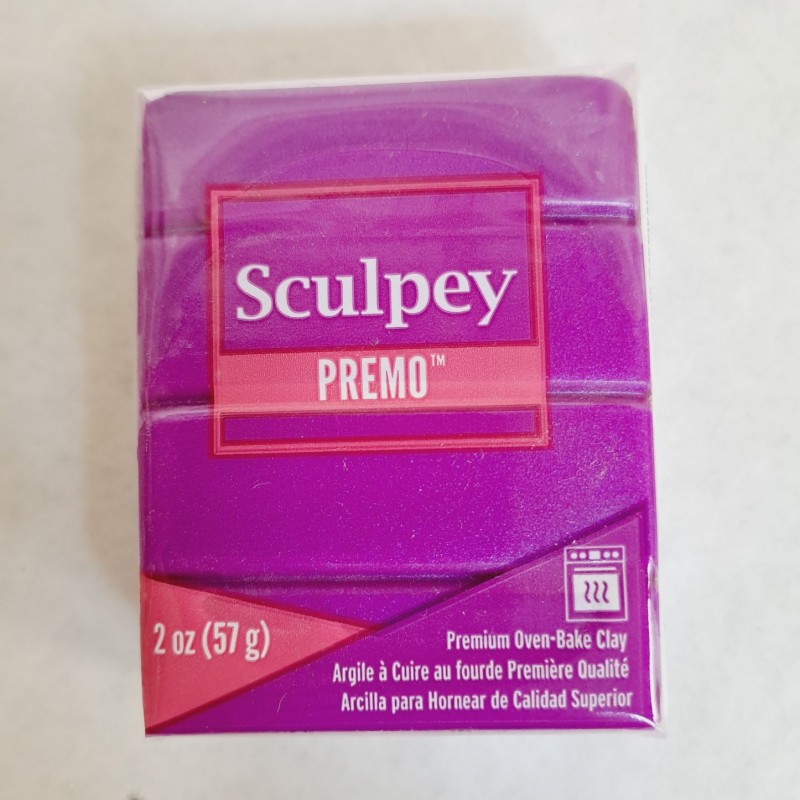 Sculpey
PREMO™
2 oz (57 g)
Premium Oven-Bake Clay
Argile à Cuire au fourde Première Qualité
Arcilla para Hornear de Calidad Superior